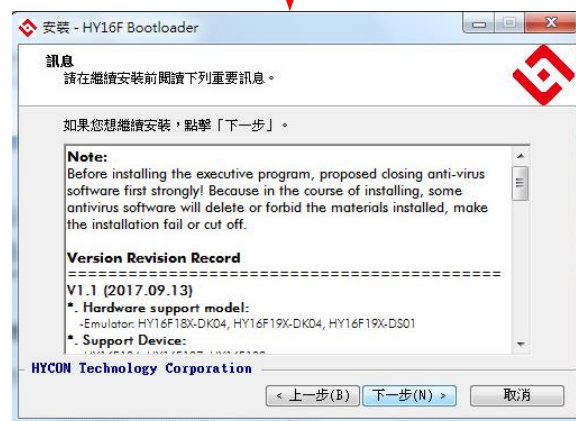 安裝 - HY16F Bootloader
訊息
請在繼續安裝前閱讀下列重要訊息。
如果您想繼續安裝，點擊「下一步」。
Note:
Before installing the executive program, proposed closing anti-virus
software first strongly! Because in the course of installing, some
antivirus software will delete or forbid the materials installed, make
the installation fail or cut off.
Version Revision Record
==============================================
V1.1 (2017.09.13)
*. Hardware support model:
-Emulator: HY16F18X-DK04, HY16F19X-DK04, HY16F19X-DS01
*. Support Device:
HYCON Technology Corporation
< 上一步(B)
下一步(N) >
取消